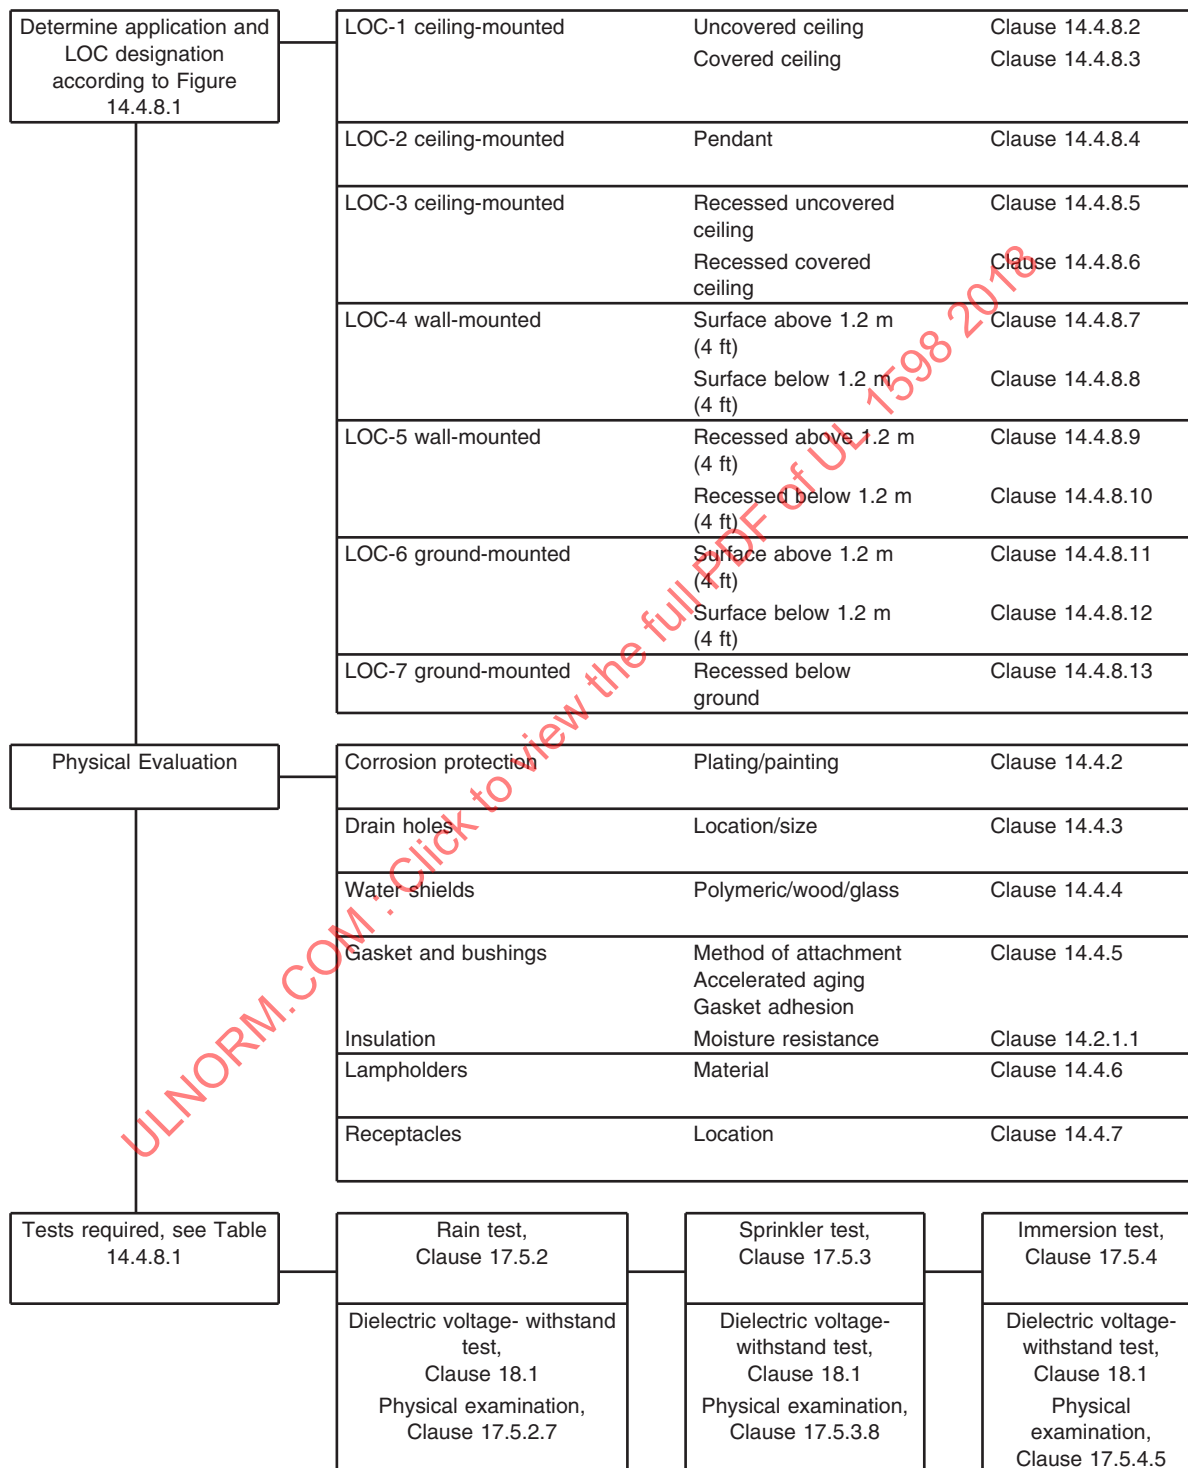 Determine application and
LOC designation
according to Figure
14.4.8.1
LOC-1 ceiling-mounted Uncovered ceiling Clause 14.4.8.2
Covered ceiling Clause 14.4.8.3
LOC-2 ceiling-mounted Pendant Clause 14.4.8.4
LOC-3 ceiling-mounted Recessed uncovered Clause 14.4.8.5
ceiling
Recessed covered Clause 14.4.8.6
ceiling
LOC-4 wall-mounted Surface above 1.2 m Clause 14.4.8.7
(4 ft)
Surface below 1.2 m Clause 14.4.8.8
(4 ft)
LOC-5 wall-mounted Recessed above 1.2 m Clause 14.4.8.9
(4 ft)
Recessed below 1.2 m Clause 14.4.8.10
(4 ft)
LOC-6 ground-mounted Surface above 1.2 m Clause 14.4.8.11
(4 ft)
Surface below 1.2 m Clause 14.4.8.12
(4 ft)
LOC-7 ground-mounted Recessed below Clause 14.4.8.13
ground
Physical Evaluation
Corrosion protection Plating/painting Clause 14.4.2
Drain holes Location/size Clause 14.4.3
Water shields Polymeric/wood/glass Clause 14.4.4
Gasket and bushings Method of attachment Clause 14.4.5
Accelerated aging
Gasket adhesion
Insulation Moisture resistance Clause 14.2.1.1
Lampholders Material Clause 14.4.6
Receptacles Location Clause 14.4.7
Tests required, see Table
14.4.8.1
Rain test,
Clause 17.5.2
Dielectric voltage- withstand
test,
Clause 18.1
Physical examination,
Clause 17.5.2.7
Sprinkler test,
Clause 17.5.3
Dielectric voltage-
withstand test,
Clause 18.1
Physical examination,
Clause 17.5.3.8
Immersion test,
Clause 17.5.4
Dielectric voltage-
withstand test,
Clause 18.1
Physical
examination,
Clause 17.5.4.5
ULNORM.COM : Click to view the full PDF of UL 1598 2018